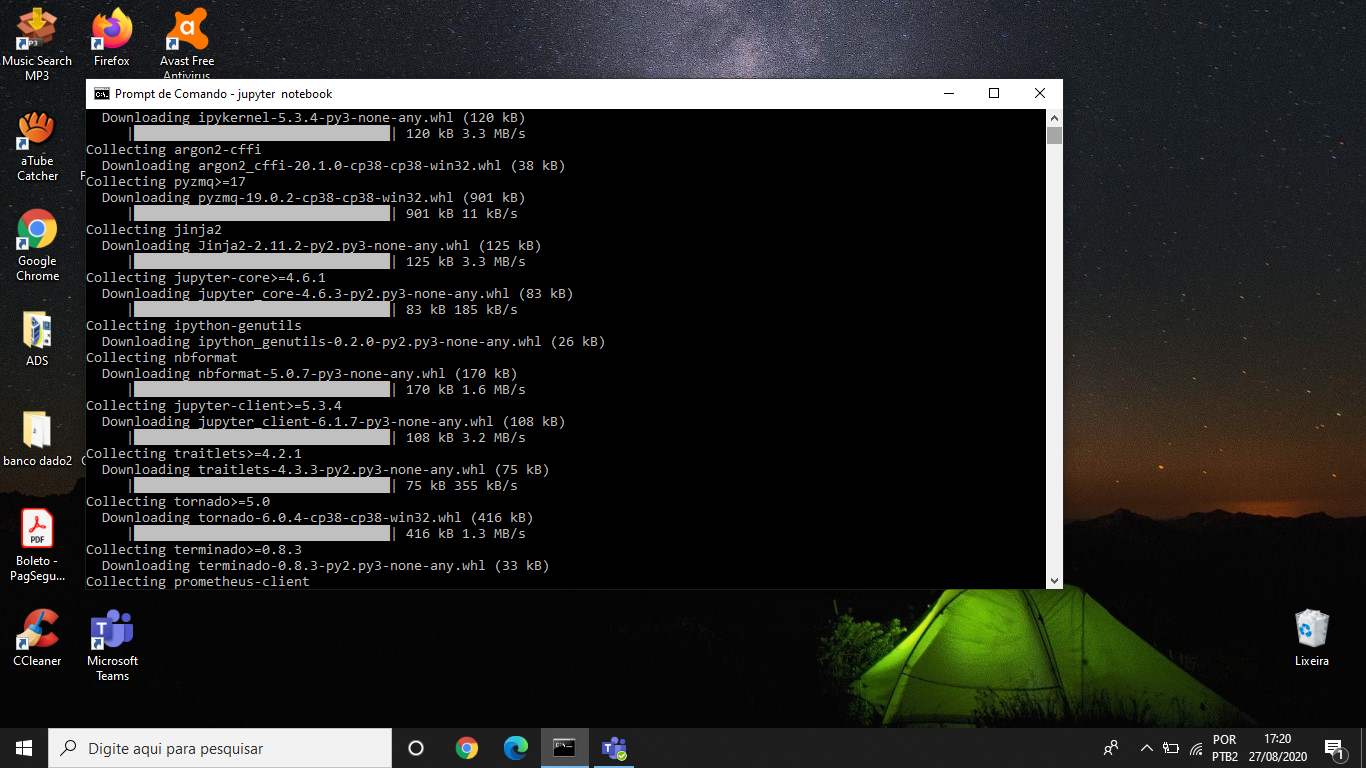 Music Search
MP3
Firefox
Avast Free
Antivirus
aTube
Catcher
Google
Chrome
ADS
banco dado2
PDF
Boleto -
PagSegu...
CCleaner
Microsoft
Teams
Lixeira
Prompt de Comando - jupyter notebook
Downloading ipykernel-5.3.4-py3-none-any.whl (120 kB)
| | 120 kB 3.3 MB/s
Collecting argon2-cffi
Downloading argon2_cffi-20.1.0-cp38-cp38-win32.whl (38 kB)
Collecting pyzmq>=17
Downloading pyzmq-19.0.2-cp38-cp38-win32.whl (901 kB)
| | 901 kB 11 kB/s
Collecting jinja2
Downloading Jinja2-2.11.2-py2.py3-none-any.whl (125 kB)
| | 125 kB 3.3 MB/s
Collecting jupyter-core>=4.6.1
Downloading jupyter_core-4.6.3-py2.py3-none-any.whl (83 kB)
| | 83 kB 185 kB/s
Collecting ipython-genutils
Downloading ipython_genutils-0.2.0-py2.py3-none-any.whl (26 kB)
Collecting nbformat
Downloading nbformat-5.0.7-py3-none-any.whl (170 kB)
| | 170 kB 1.6 MB/s
Collecting jupyter-client>=5.3.4
Downloading jupyter_client-6.1.7-py3-none-any.whl (108 kB)
| | 108 kB 3.2 MB/s
Collecting traitlets>=4.2.1
Downloading traitlets-4.3.3-py2.py3-none-any.whl (75 kB)
| | 75 kB 355 kB/s
Collecting tornado>=5.0
Downloading tornado-6.0.4-cp38-cp38-win32.whl (416 kB)
| | 416 kB 1.3 MB/s
Collecting terminado>=0.8.3
Downloading terminado-0.8.3-py2.py3-none-any.whl (33 kB)
Collecting prometheus-client
Digite aqui para pesquisar
POR
PTB2
17:20
27/08/2020
1